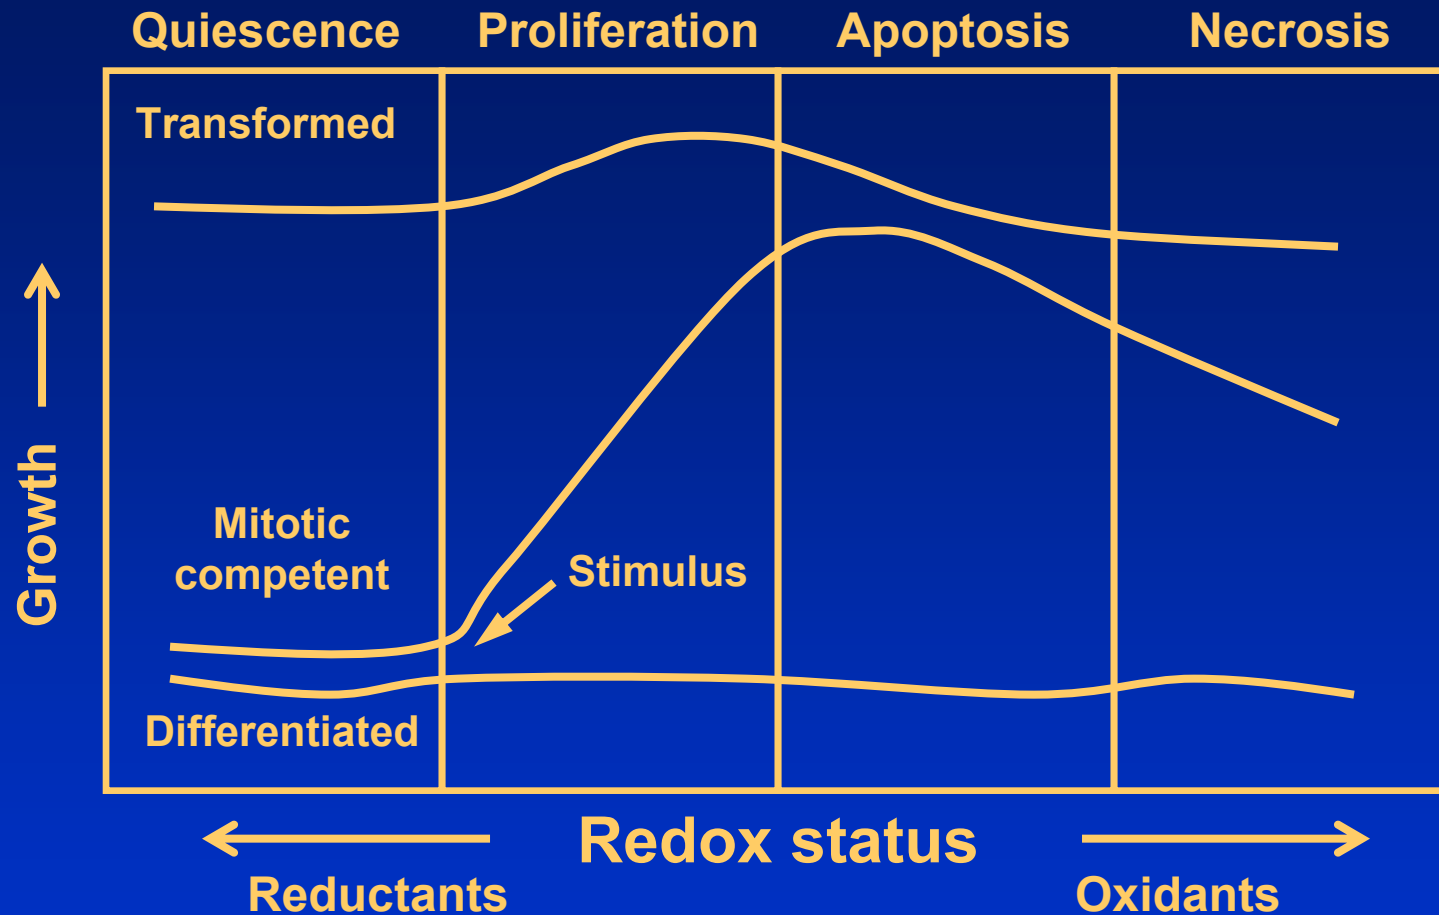 Quiescence Proliferation Apoptosis Necrosis
Transformed
Growth
Mitotic
competent
Stimulus
Differentiated
Redox status
Reductants Oxidants